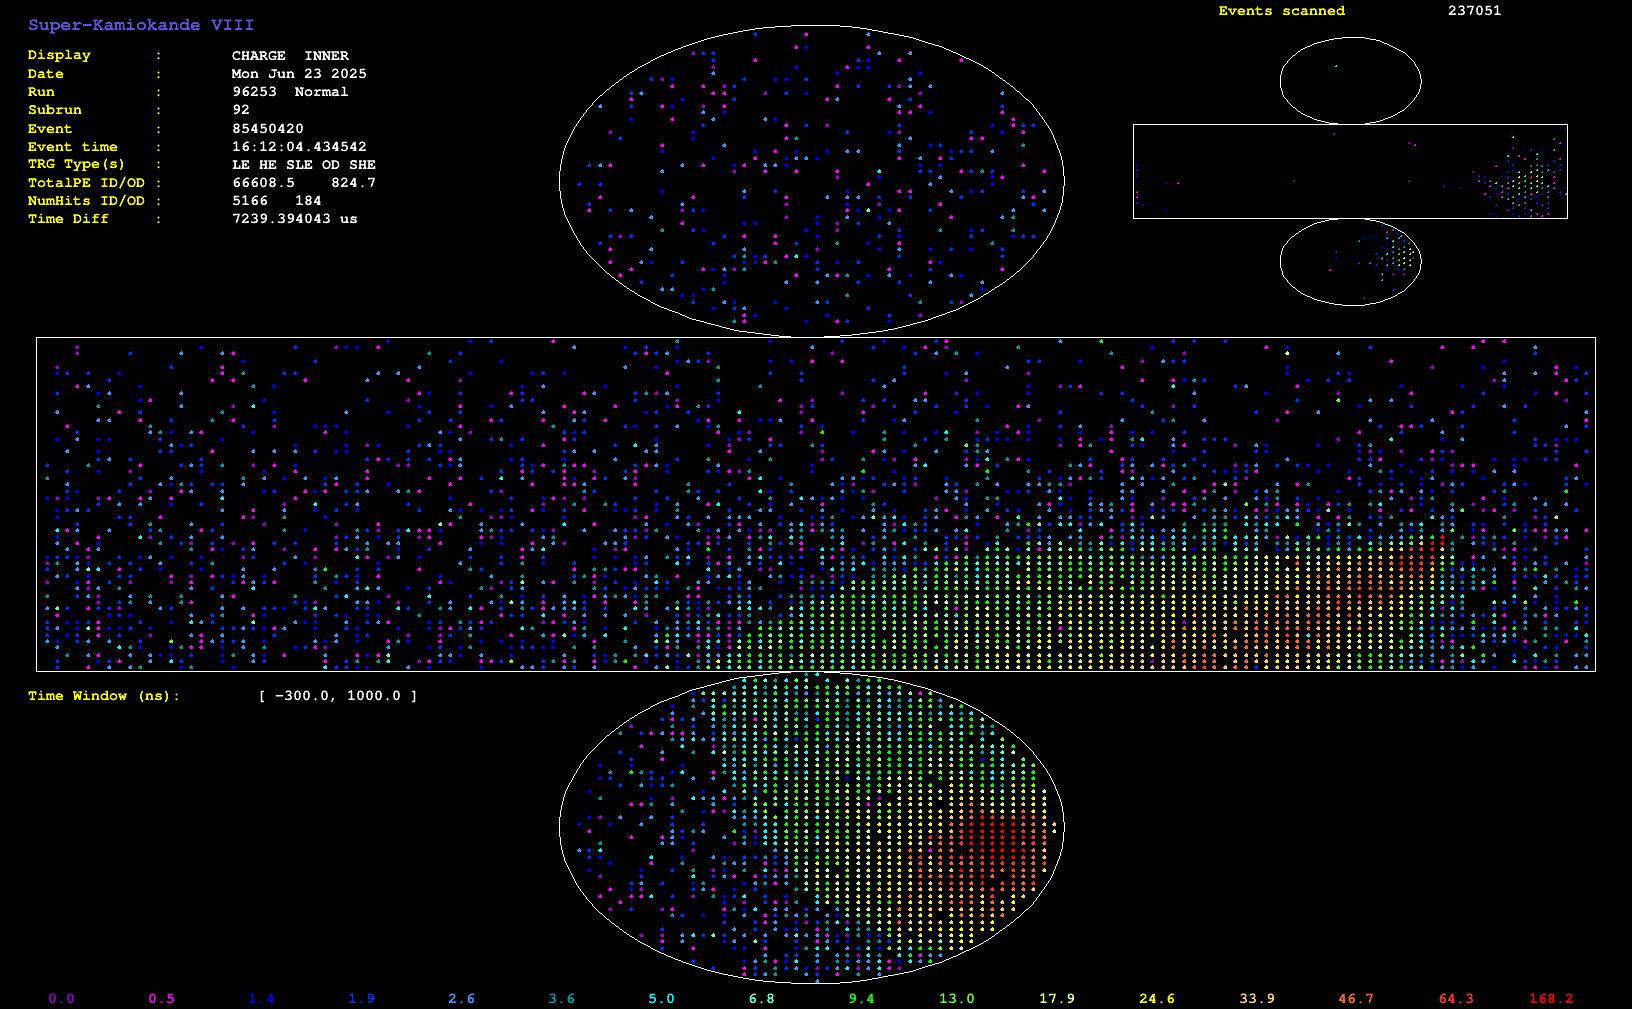 Super-Kamiokande VIII
Events scanned 237051
Display : CHARGE INNER
Date : Mon Jun 23 2025
Run : 96253 Normal
Subrun : 92
Event : 85450420
Event time : 16:12:04.434542
TRG Type(s) : LE HE SLE OD SHE
TotalPE ID/OD : 66608.5 824.7
NumHits ID/OD : 5166 184
Time Diff : 7239.394043 us
Time Window (ns): [ -300.0, 1000.0 ]
0.0 0.5 1.4 1.9 2.6 3.6 5.0 6.8 9.4 13.0 17.9 24.6 33.9 46.7 64.3 168.2